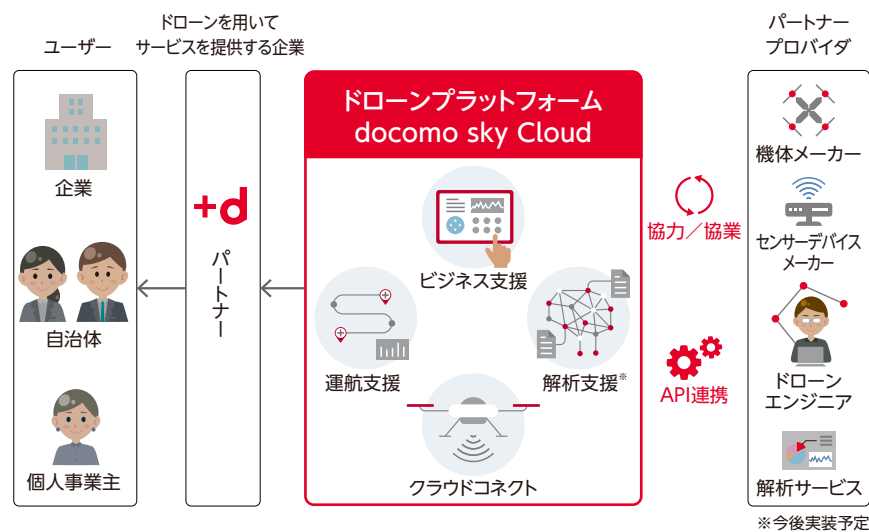 ユーザー
企業
自治体
個人事業主
ドローンを用いて
サービスを提供する企業
+d
パートナー
ドローンプラットフォーム
docomo sky Cloud
ビジネス支援
運航支援
解析支援※
クラウドコネクト
協力／協業
API連携
パートナー
プロバイダ
機体メーカー
センサーデバイス
メーカー
ドローン
エンジニア
解析サービス
※今後実装予定